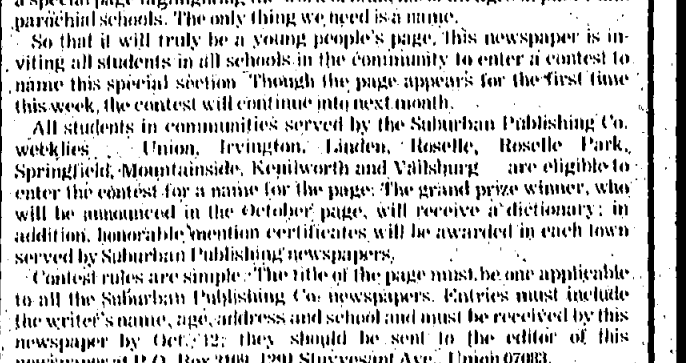 a special page highlighting the work of
parochial schools. The only thing we need is a name.
So that it will truly be a young people's page, this newspaper is in-
viting all students in all schools in the community to enter a contest to
name this special section. Though the page appears for the first time
this week, the contest will continue into next month.
All students in communities served by the Suburban Publishing Co.
weeklies Union, Irvington, Linden, Roselle, Roselle Park,
Springfield, Mountainside, Kenilworth and Vailsburg are eligible to
enter the contest for a name for the page. The grand prize winner, who
will be announced in the October page, will receive a dictionary; in
addition, honorable mention certificates will be awarded in each town
served by Suburban Publishing newspapers.
Contest rules are simple. The title of the page must be one applicable
to all the Suburban Publishing Co. newspapers. Entries must include
the writer's name, age, address and school and must be received by this
newspaper by Oct. 12; they should be sent to the editor of this
newspaper at P.O. Box 3109, 1291 Stuyvesant Ave., Union 07083.